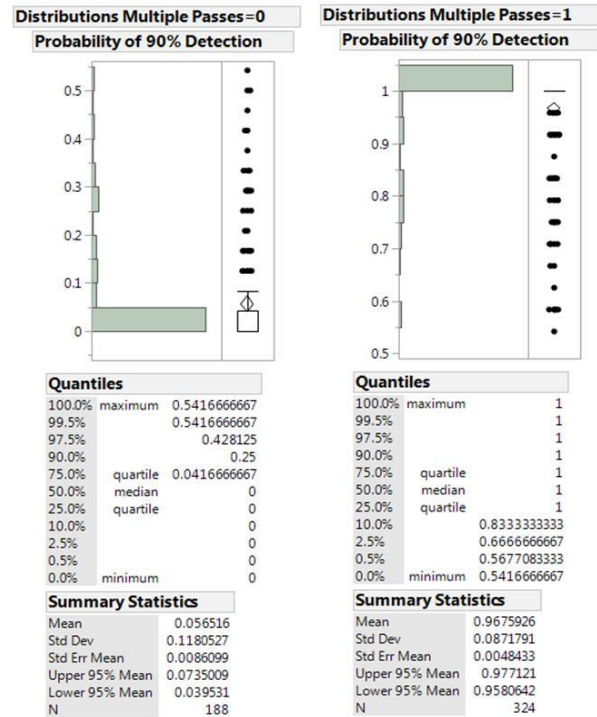 Distributions Multiple Passes=0
Probability of 90% Detection
0.5
0.4
0.3
0.2
0.1
0
Quantiles
100.0% maximum 0.5416666667
99.5% 0.5416666667
97.5% 0.428125
90.0% 0.25
75.0% quartile 0.0416666667
50.0% median 0
25.0% quartile 0
10.0% 0
2.5% 0
0.5% 0
0.0% minimum 0
Summary Statistics
Mean 0.056516
Std Dev 0.1180527
Std Err Mean 0.0086099
Upper 95% Mean 0.0735009
Lower 95% Mean 0.039531
N 188
Distributions Multiple Passes=1
Probability of 90% Detection
1
0.9
0.8
0.7
0.6
0.5
Quantiles
100.0% maximum 1
99.5% 1
97.5% 1
90.0% 1
75.0% quartile 1
50.0% median 1
25.0% quartile 1
10.0% 0.8333333333
2.5% 0.6666666667
0.5% 0.5677083333
0.0% minimum 0.5416666667
Summary Statistics
Mean 0.9675926
Std Dev 0.0871791
Std Err Mean 0.0048433
Upper 95% Mean 0.977121
Lower 95% Mean 0.9580642
N 324